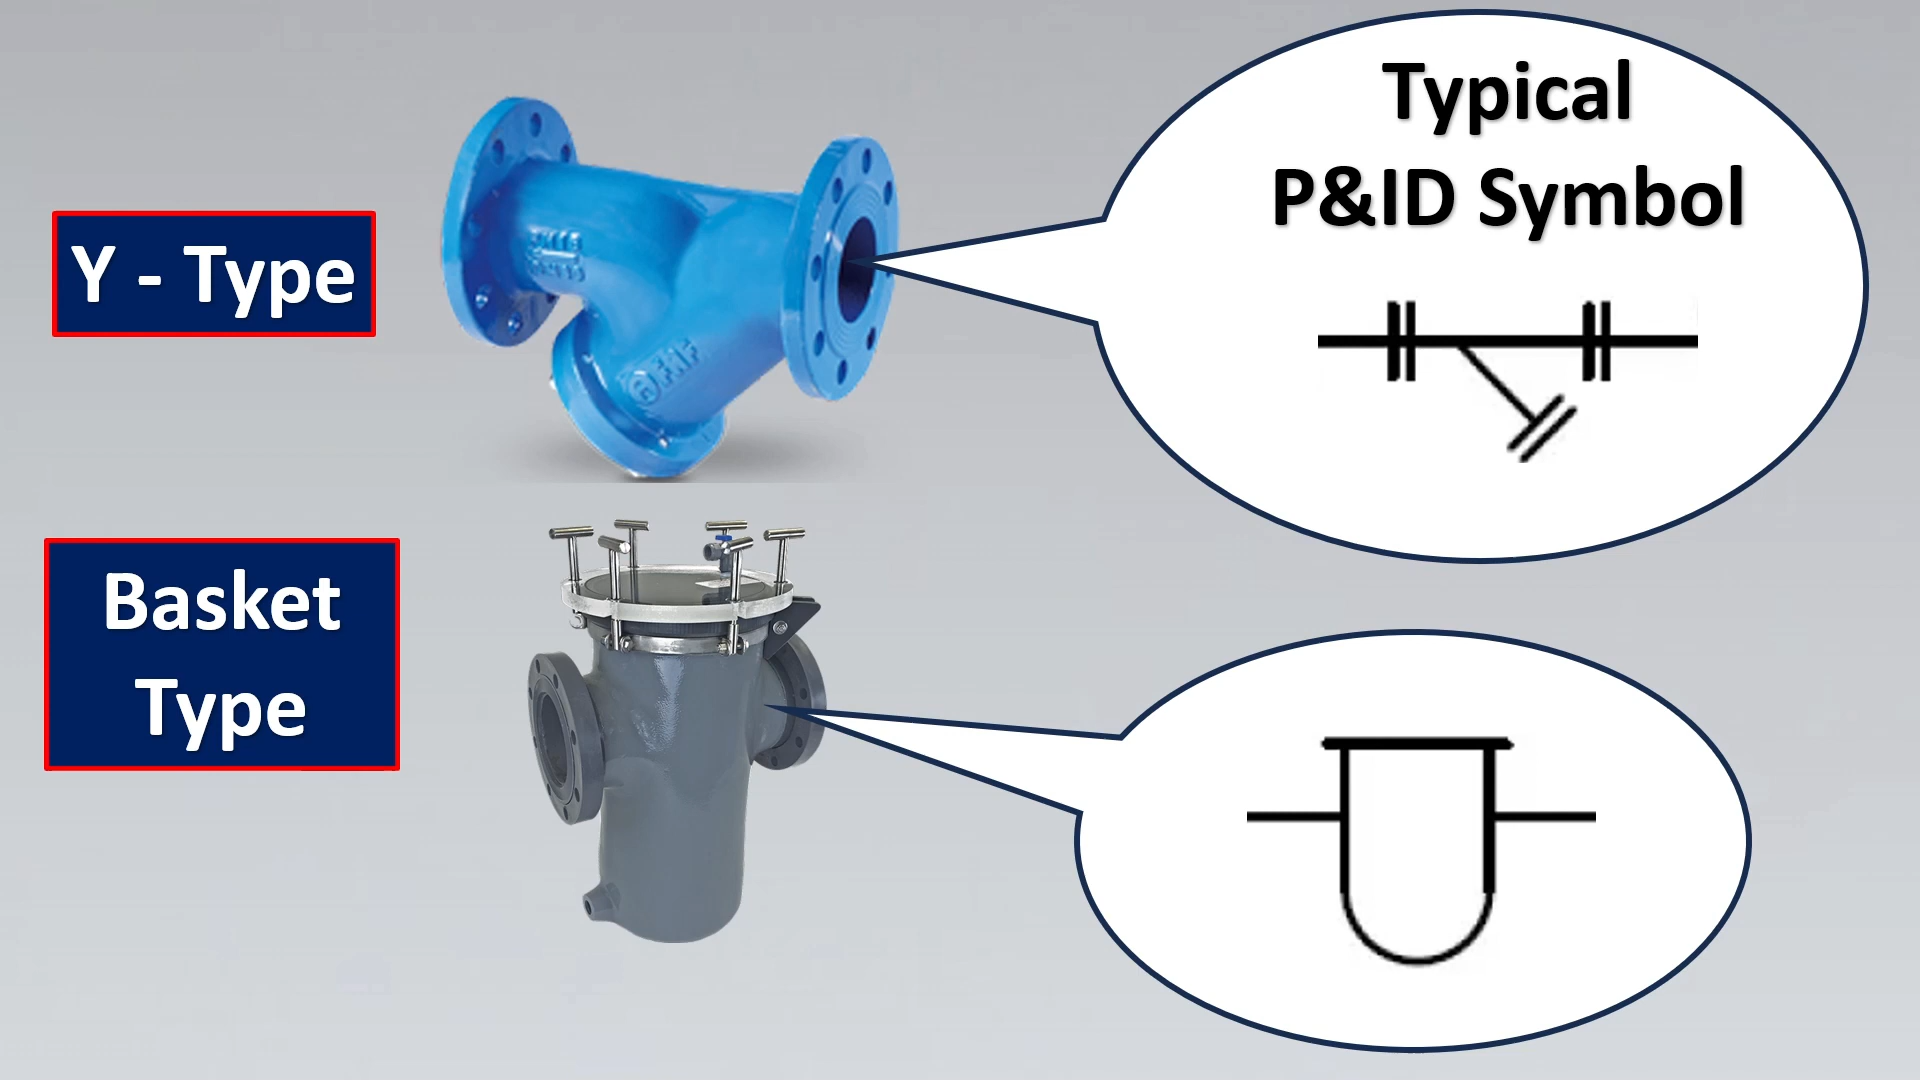 Typical
P&ID Symbol
Y - Type
Basket
Type